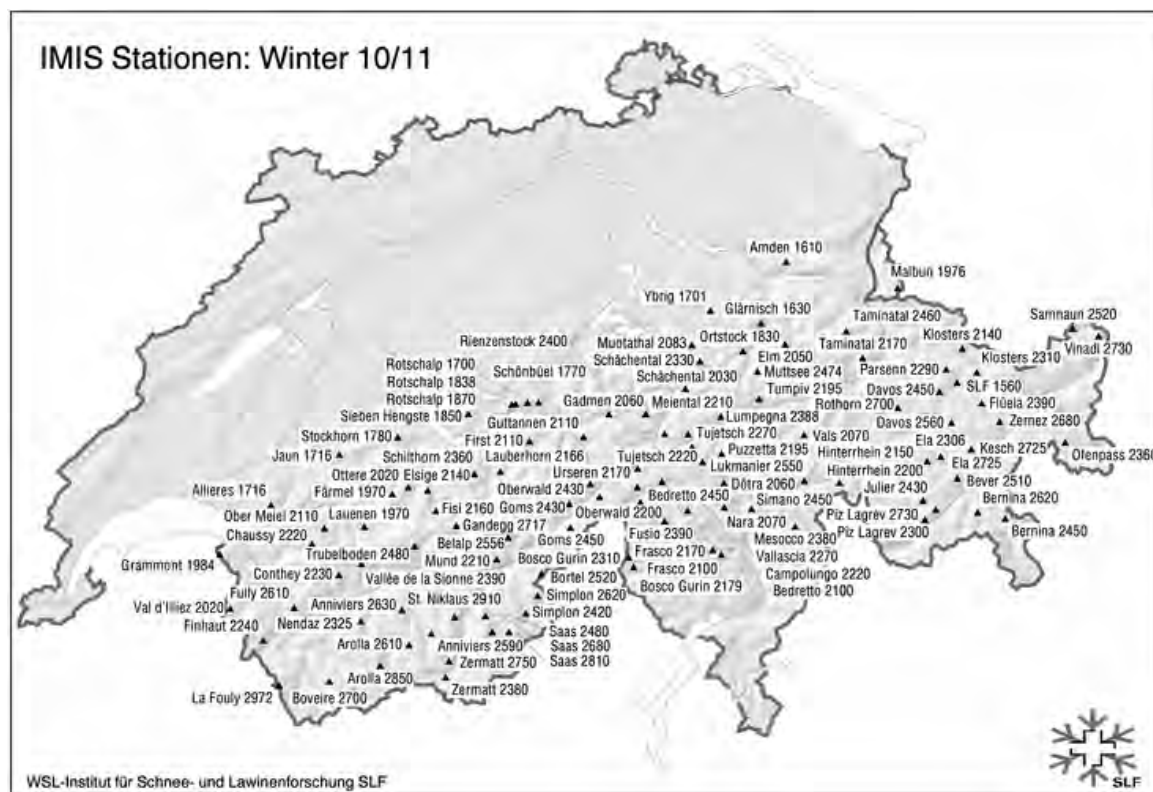 IMIS Stationen: Winter 10/11
Amden 1610
Malbun 1976
Ybrig 1701
Glärnisch 1630
Taminatal 2460
Samnaun 2520
Rienzenstock 2400
Muotathal 2083
Ortstock 1830
Klosters 2140
Vinadi 2730
Rotschalp 1700
Schächental 2330
Elm 2050
Taminatal 2170
Klosters 2310
Rotschalp 1838
Schönbüel 1770
Schächental 2030
Muttsee 2474
Parsenn 2290
SLF 1560
Rotschalp 1870
Tumpiv 2195
Davos 2450
Sieben Hengste 1850
Gadmen 2060
Meiental 2210
Rothorn 2700
Flüela 2390
Guttannen 2110
Lumpegna 2388
Davos 2560
Zernez 2680
Stockhorn 1780
First 2110
Tujetsch 2270
Vals 2070
Ela 2306
Kesch 2725
Ofenpass 2360
Jaun 1716
Schilthorn 2360
Lauberhorn 2166
Tujetsch 2220
Puzzetta 2195
Hinterrhein 2150
Ela 2725
Ottere 2020
Elsige 2140
Urseren 2170
Lukmanier 2550
Hinterrhein 2200
Bever 2510
Allieres 1716
Färmel 1970
Oberwald 2430
Bedretto 2450
Dötra 2060
Julier 2430
Bernina 2620
Ober Meiel 2110
Lauenen 1970
Fisi 2160
Goms 2430
Oberwald 2200
Simano 2450
Piz Lagrev 2730
Chaussy 2220
Gandegg 2717
Fusio 2390
Nara 2070
Piz Lagrev 2300
Bernina 2450
Trubelboden 2480
Belalp 2556
Goms 2450
Mesocco 2380
Grammont 1984
Mund 2210
Bosco Gurin 2310
Frasco 2170
Vallascia 2270
Conthey 2230
Vallée de la Sionne 2390
Bortel 2520
Frasco 2100
Campolungo 2220
Fully 2610
Bosco Gurin 2179
Bedretto 2100
Val d'Illiez 2020
Anniviers 2630
St. Niklaus 2910
Simplon 2620
Finhaut 2240
Nendaz 2325
Simplon 2420
Arolla 2610
Anniviers 2590
Saas 2480
Saas 2680
Saas 2810
Zermatt 2750
La Fouly 2972
Boveire 2700
Arolla 2850
Zermatt 2380
WSL-Institut für Schnee- und Lawinenforschung SLF
SLF